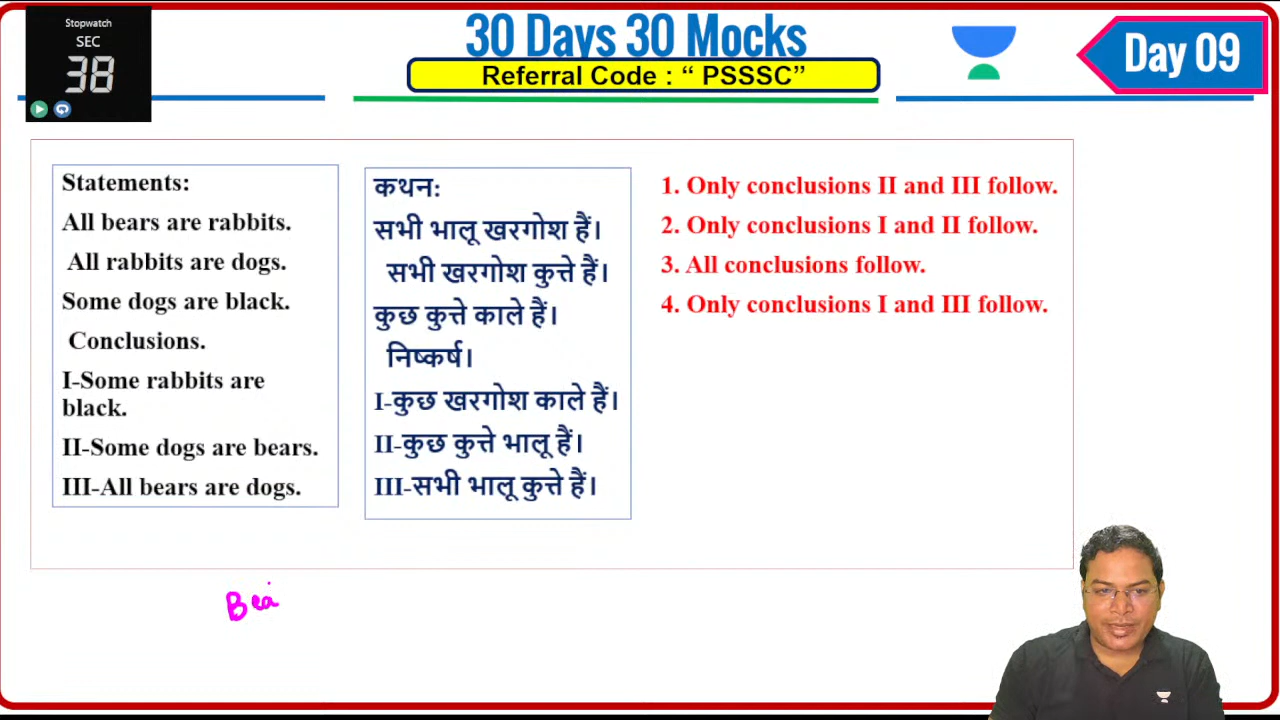 Stopwatch
SEC
38
30 Days 30 Mocks
Referral Code : “ PSSSC”
Day 09
Statements:
All bears are rabbits.
All rabbits are dogs.
Some dogs are black.
Conclusions.
I-Some rabbits are
black.
II-Some dogs are bears.
III-All bears are dogs.
कथन:
सभी भालू खरगोश हैं।
सभी खरगोश कुत्ते हैं।
कुछ कुत्ते काले हैं।
निष्कर्ष।
I-कुछ खरगोश काले हैं।
II-कुछ कुत्ते भालू हैं।
III-सभी भालू कुत्ते हैं।
1. Only conclusions II and III follow.
2. Only conclusions I and II follow.
3. All conclusions follow.
4. Only conclusions I and III follow.
Bea